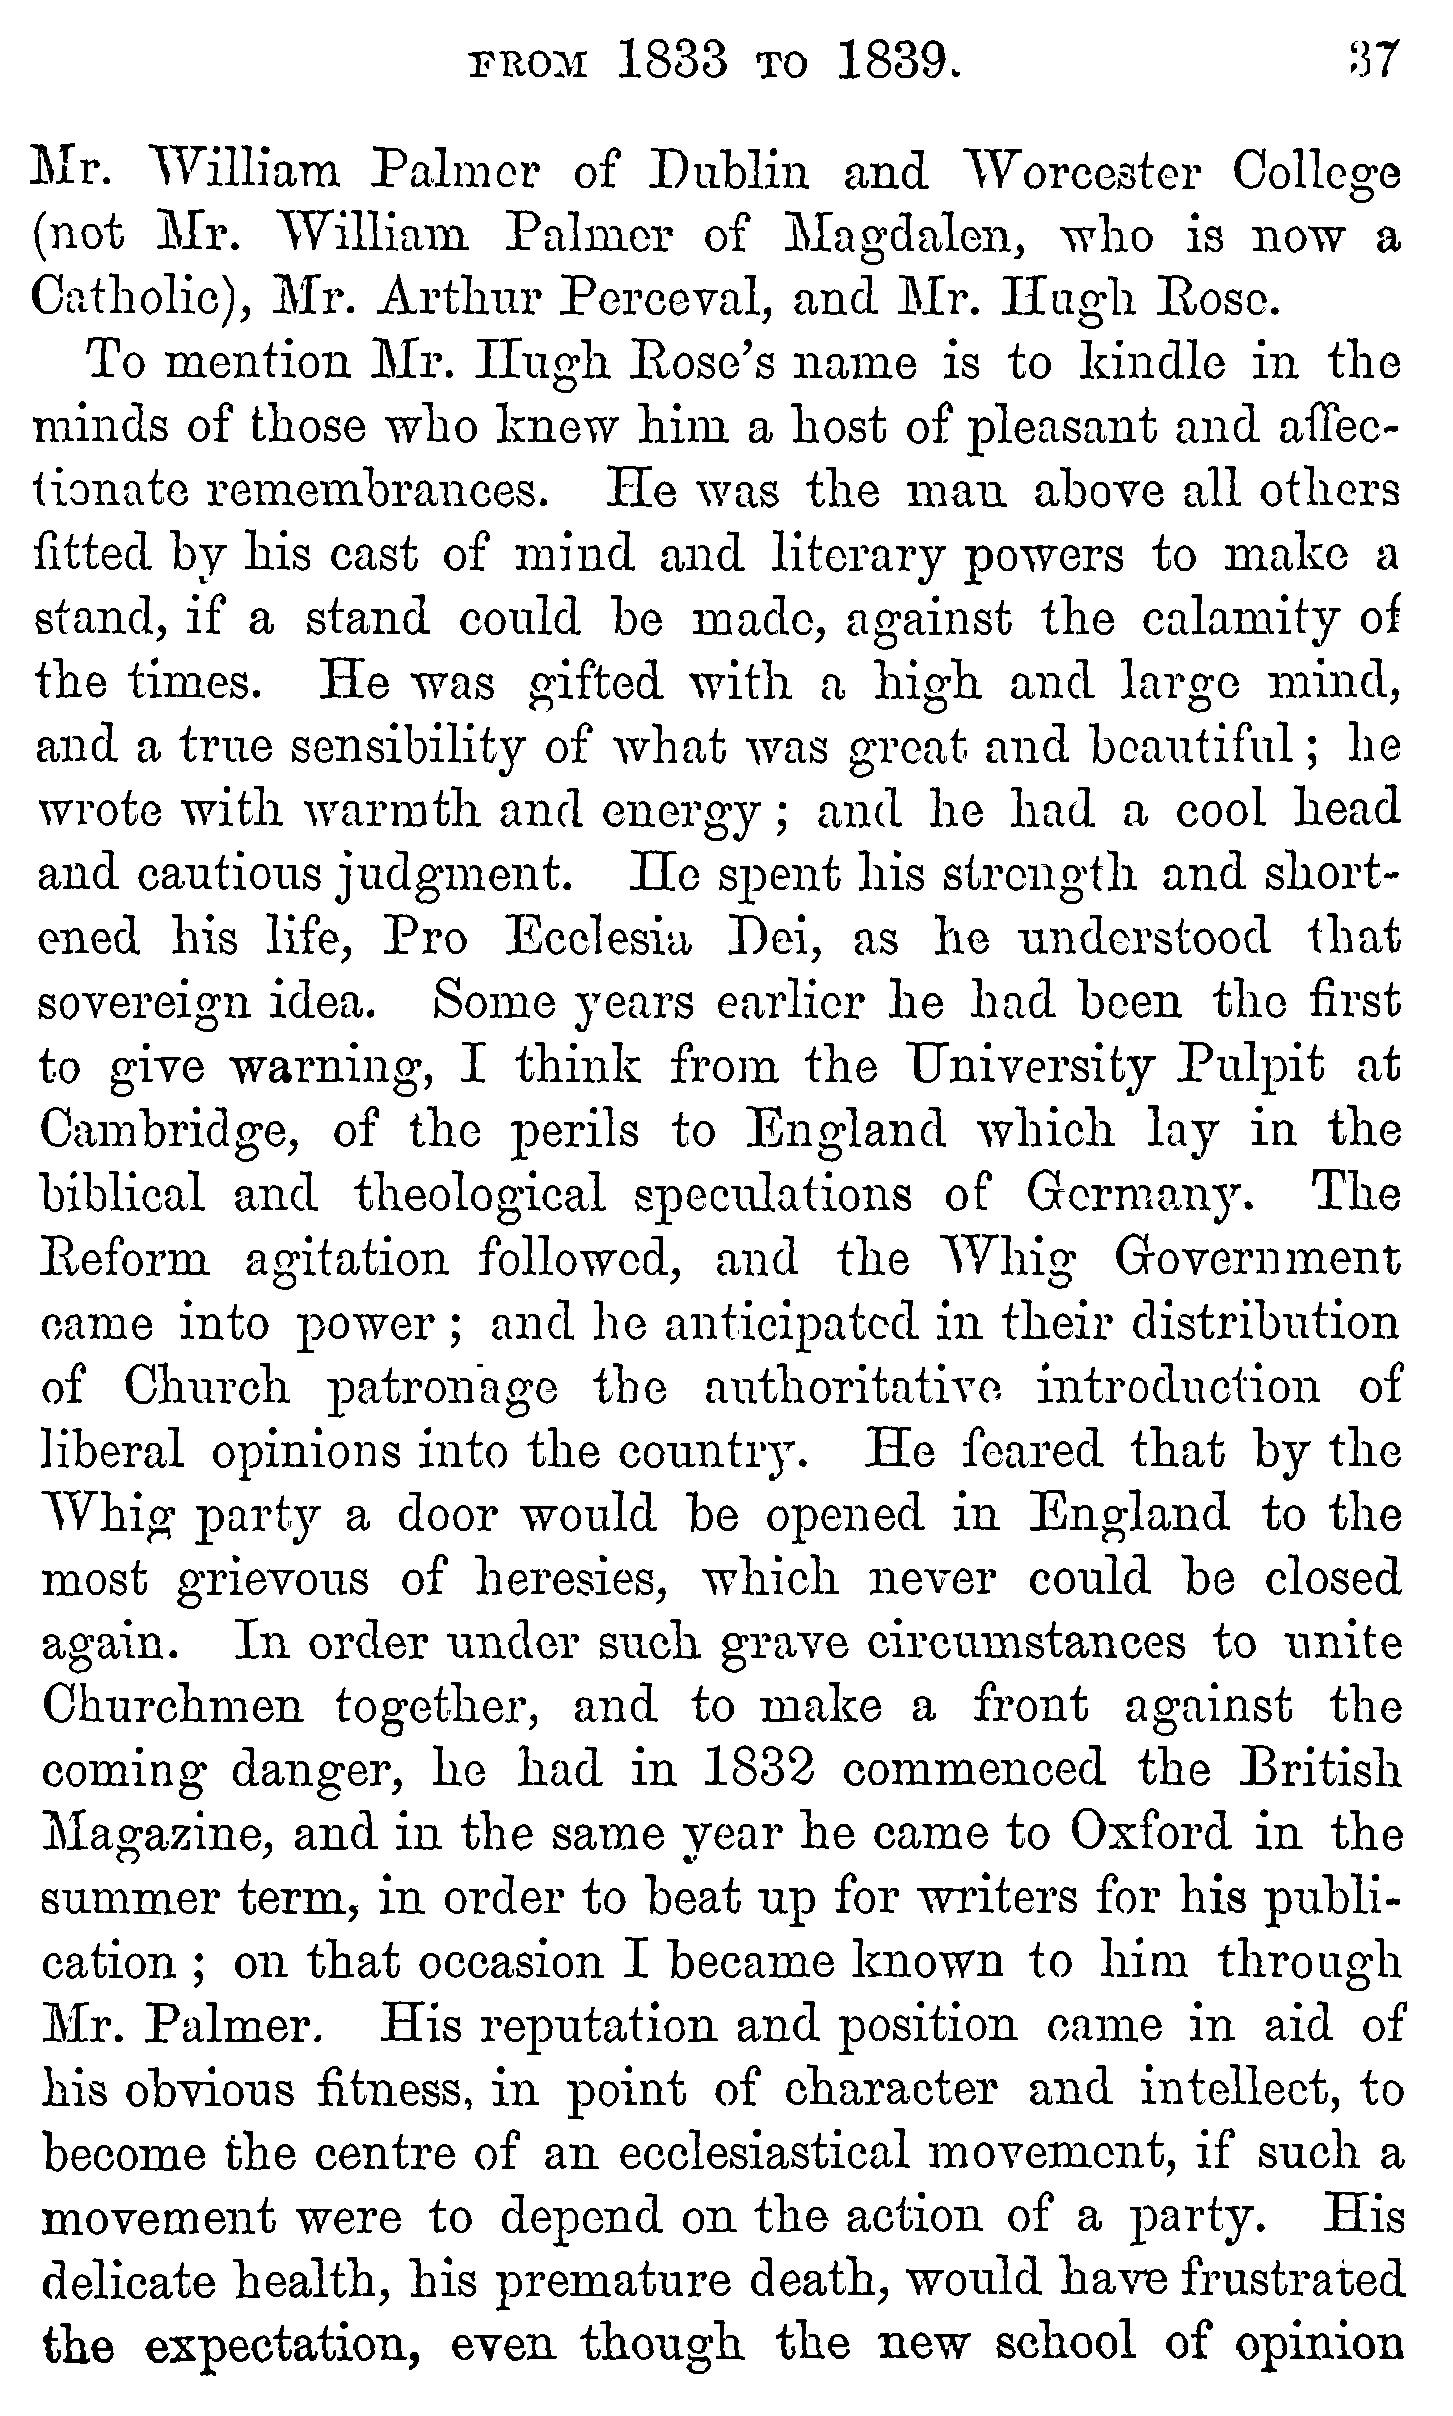 FROM 1833 TO 1839. 37
Mr. William Palmer of Dublin and Worcester College
(not Mr. William Palmer of Magdalen, who is now a
Catholic), Mr. Arthur Perceval, and Mr. Hugh Rose.
To mention Mr. Hugh Rose's name is to kindle in the
minds of those who knew him a host of pleasant and affec-
tionate remembrances. He was the man above all others
fitted by his cast of mind and literary powers to make a
stand, if a stand could be made, against the calamity of
the times. He was gifted with a high and large mind,
and a true sensibility of what was great and beautiful; he
wrote with warmth and energy; and he had a cool head
and cautious judgment. He spent his strength and short-
ened his life, Pro Ecclesia Dei, as he understood that
sovereign idea. Some years earlier he had been the first
to give warning, I think from the University Pulpit at
Cambridge, of the perils to England which lay in the
biblical and theological speculations of Germany. The
Reform agitation followed, and the Whig Government
came into power; and he anticipated in their distribution
of Church patronage the authoritative introduction of
liberal opinions into the country. He feared that by the
Whig party a door would be opened in England to the
most grievous of heresies, which never could be closed
again. In order under such grave circumstances to unite
Churchmen together, and to make a front against the
coming danger, he had in 1832 commenced the British
Magazine, and in the same year he came to Oxford in the
summer term, in order to beat up for writers for his publi-
cation; on that occasion I became known to him through
Mr. Palmer. His reputation and position came in aid of
his obvious fitness, in point of character and intellect, to
become the centre of an ecclesiastical movement, if such a
movement were to depend on the action of a party. His
delicate health, his premature death, would have frustrated
the expectation, even though the new school of opinion